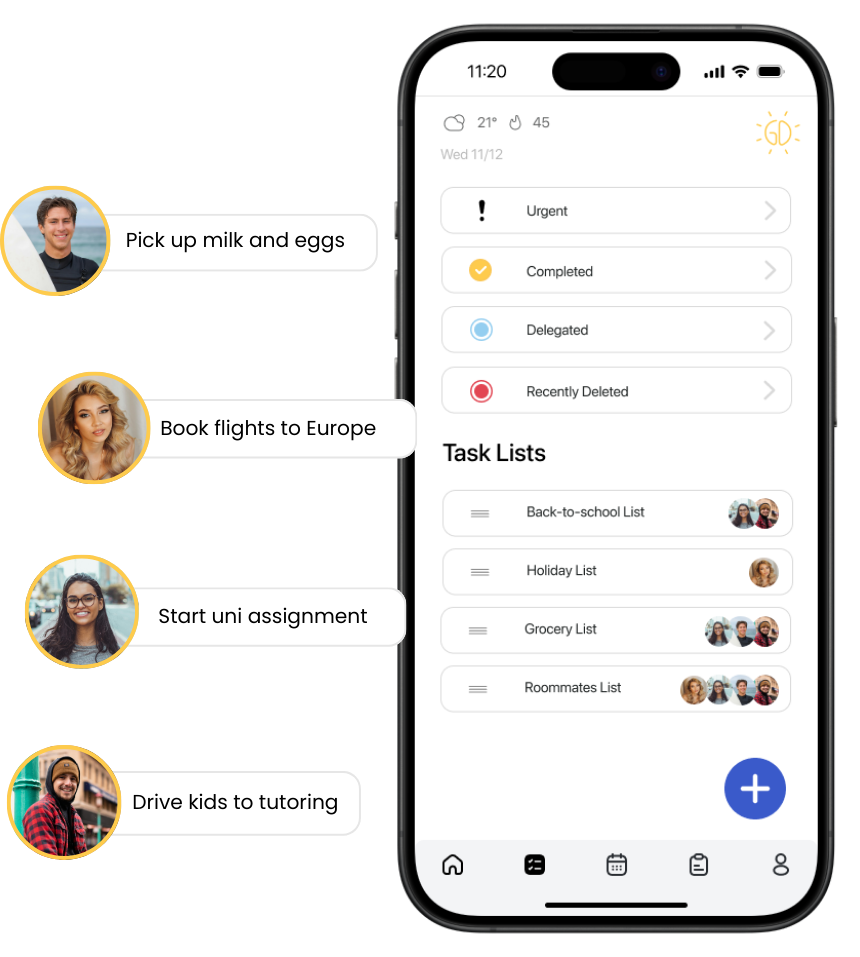 11:20
21° 45
GD
Wed 11/12
Urgent
Pick up milk and eggs
Completed
Delegated
Recently Deleted
Book flights to Europe
Task Lists
Back-to-school List
Holiday List
Start uni assignment
Grocery List
Roommates List
Drive kids to tutoring